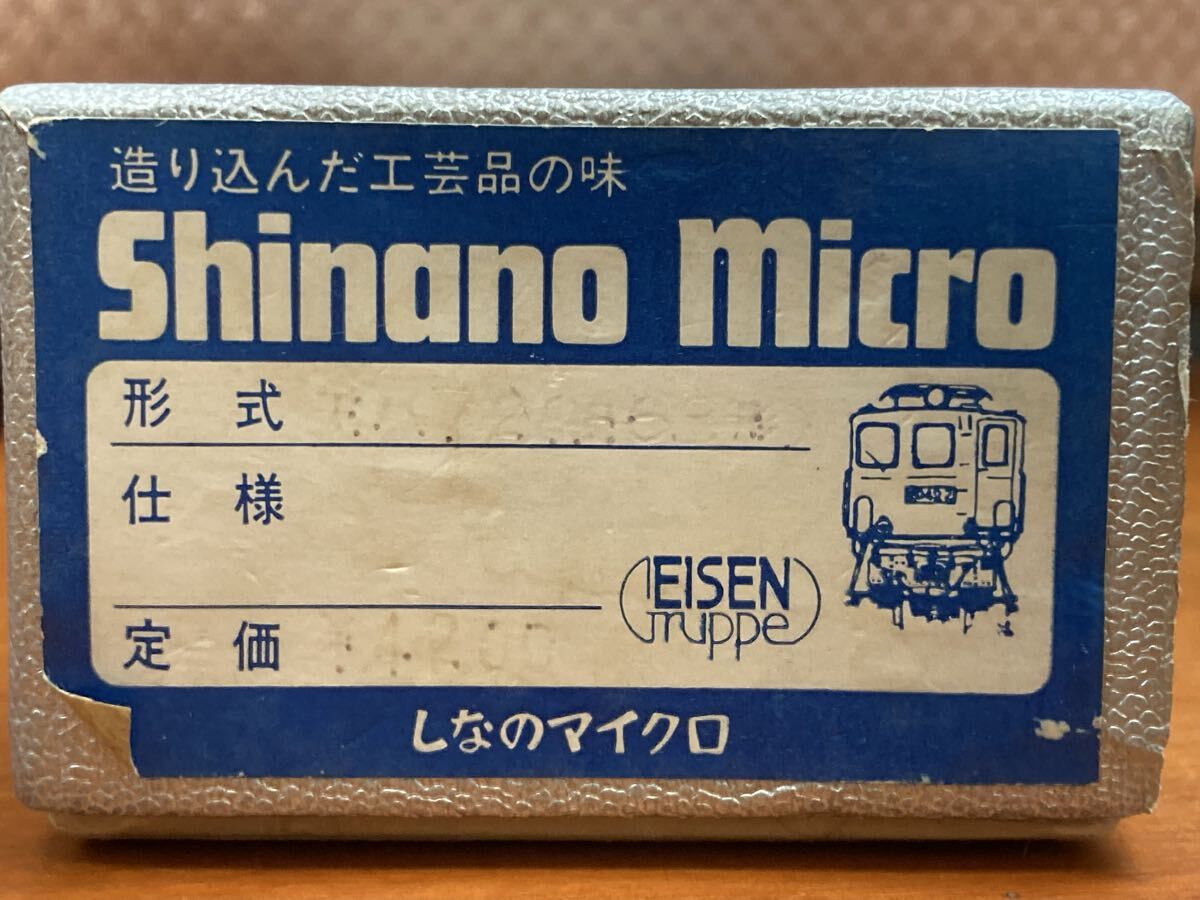 造り込んだ工芸品の味
Shinano Micro
形式
仕様
EISEN
定価
しなのマイクロ